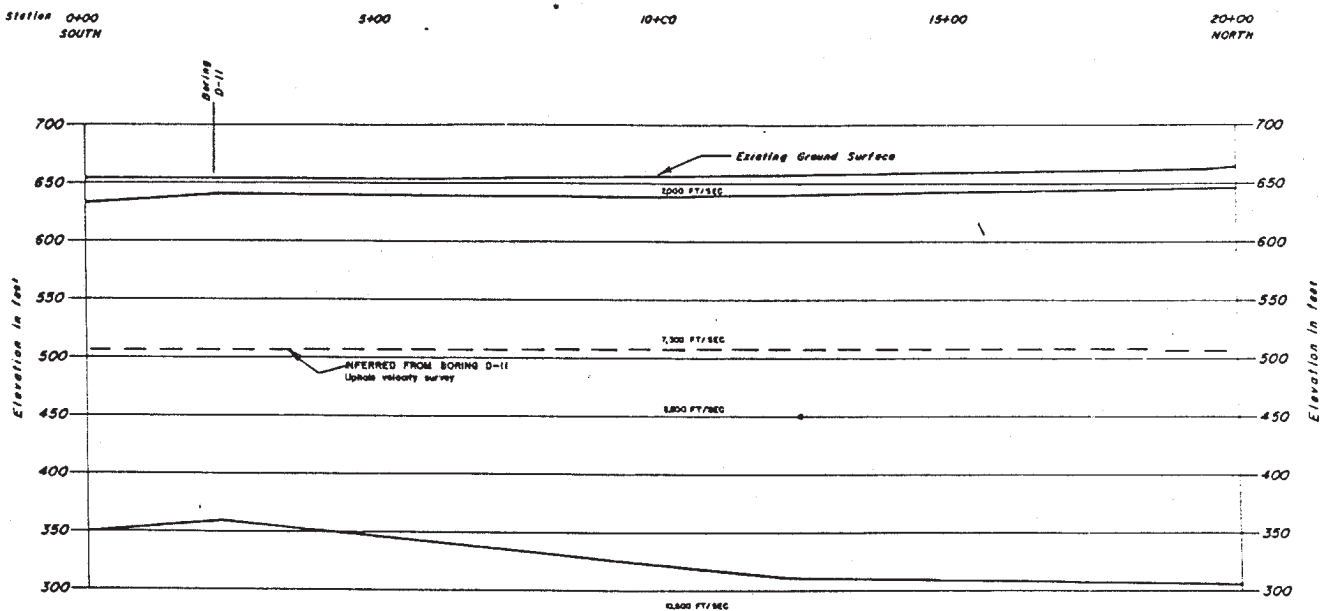 Station 0+00 5+00 10+00 15+00 20+00
SOUTH NORTH
Boring
D-11
700 700
Existing Ground Surface
650 650
600 600
Elevation in feet
Elevation in feet
550 550
7,300 FT/SEC
500 500
INFERRED FROM BORING D-11
Uphole velocity survey
FT/SEC
450 450
400 400
350 350
300 300
FT/SEC